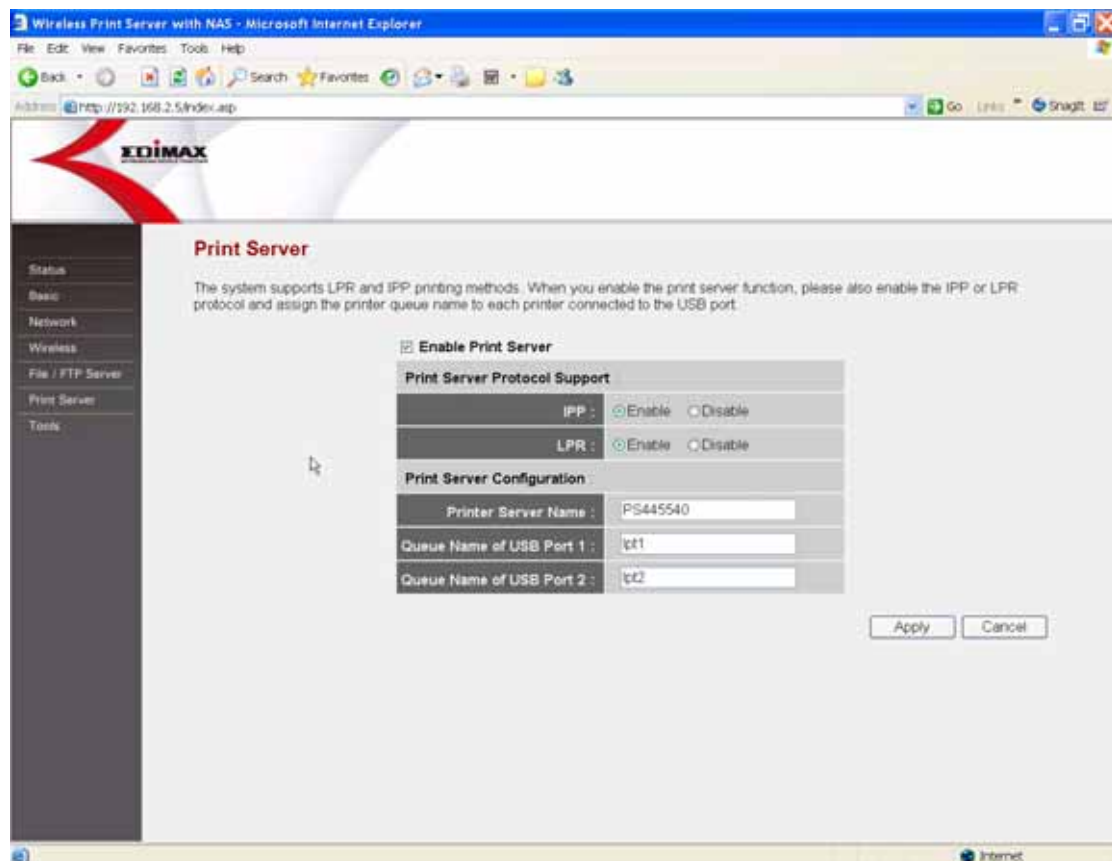 Wireless Print Server with NAS - Microsoft Internet Explorer
File Edit View Favorites Tools Help
Back Search Favorites
Address http://192.168.2.5/index.asp Go Links SnagIt
EDIMAX
Print Server
The system supports LPR and IPP printing methods. When you enable the print server function, please also enable the IPP or LPR
protocol and assign the printer queue name to each printer connected to the USB port.
Status
Basic
Network
Wireless
File / FTP Server
Print Server
Tools
Enable Print Server
Print Server Protocol Support
IPP : Enable Disable
LPR : Enable Disable
Print Server Configuration
Printer Server Name : PS445540
Queue Name of USB Port 1 : lpt1
Queue Name of USB Port 2 : lpt2
Apply Cancel
Internet